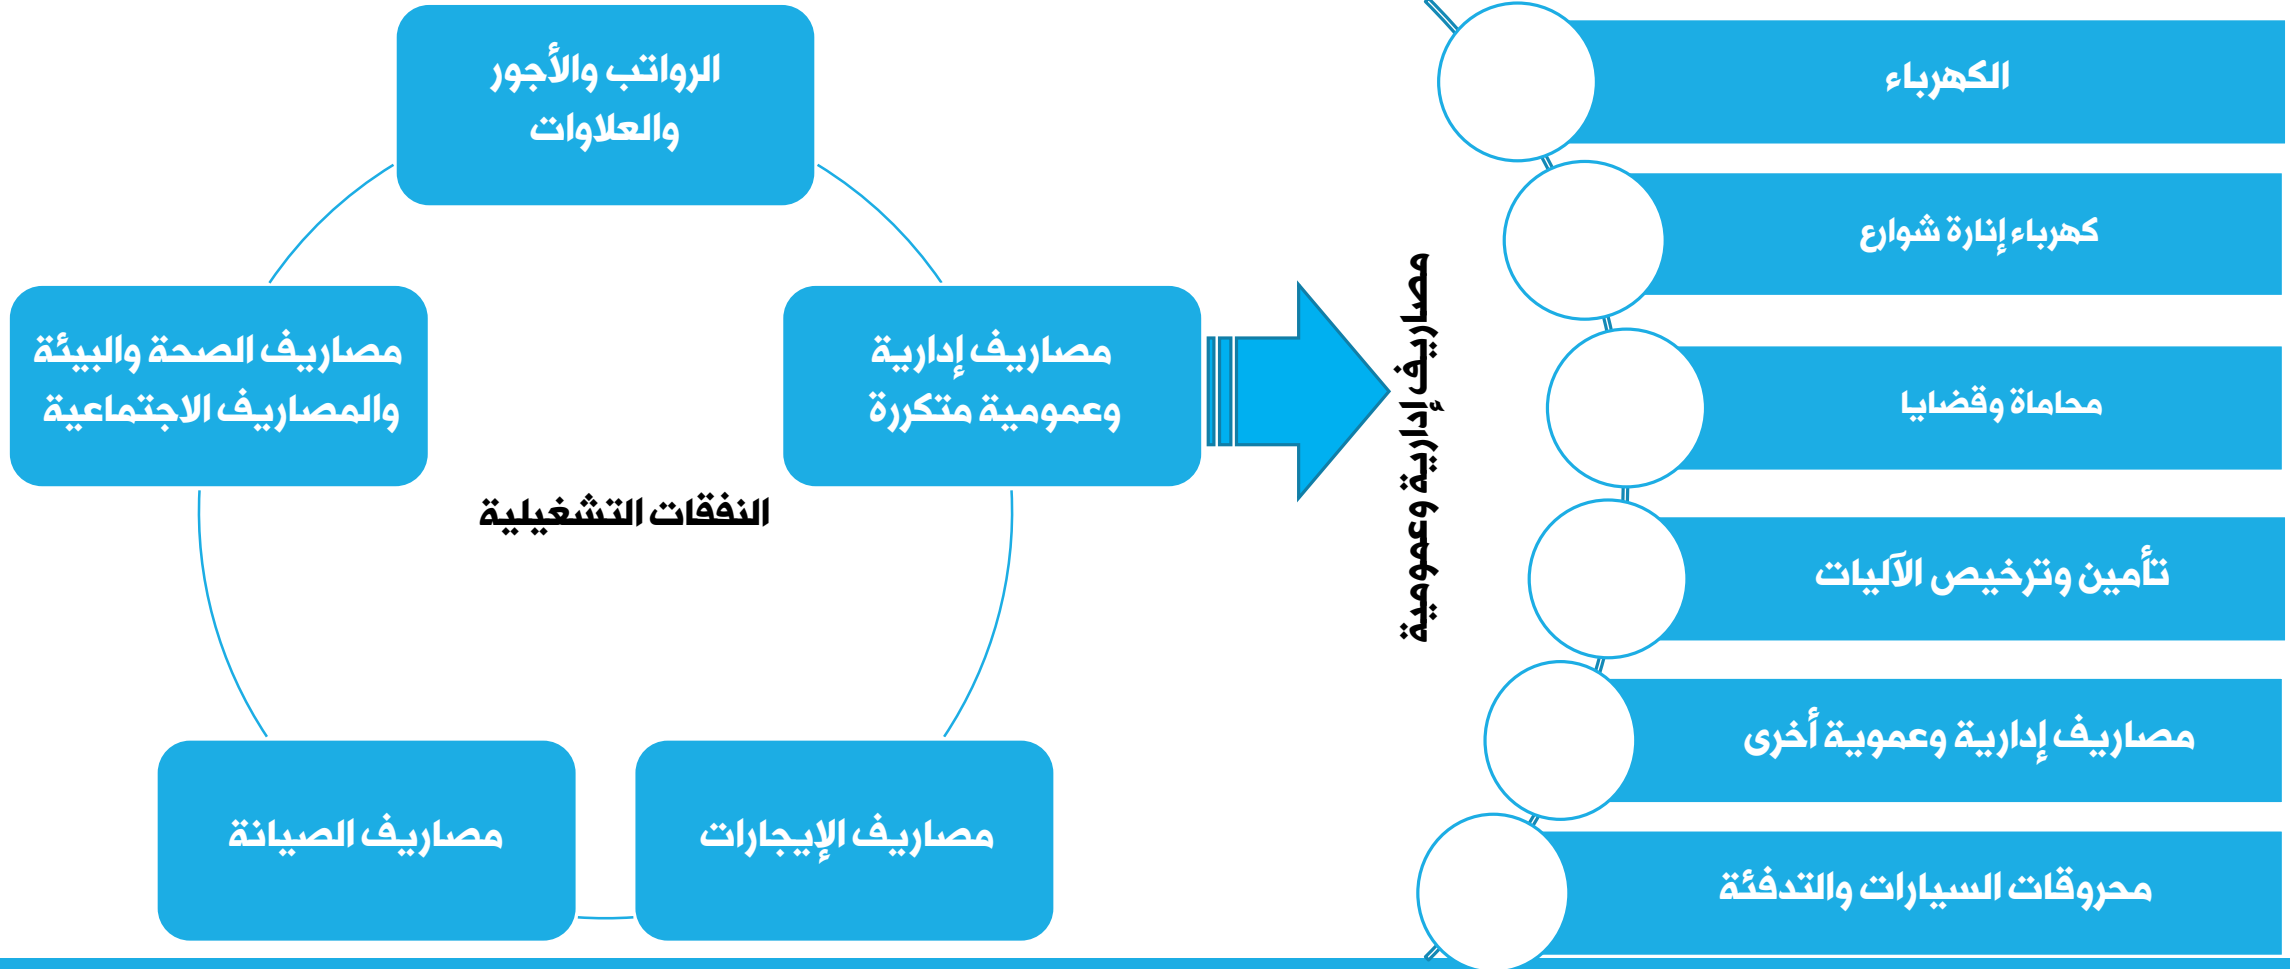 الرواتب والأجور
والعلاوات
مصاريف إدارية
وعمومية متكررة
مصاريف الإيجارات
مصاريف الصيانة
مصاريف الصحة والبيئة
والمصاريف الاجتماعية
النفقات التشغيلية
مصاريف إدارية وعمومية
الكهرباء
كهرباء إنارة شوارع
محاماة وقضايا
تأمين وترخيص الآليات
مصاريف إدارية وعموية أخرى
محروقات السيارات والتدفئة